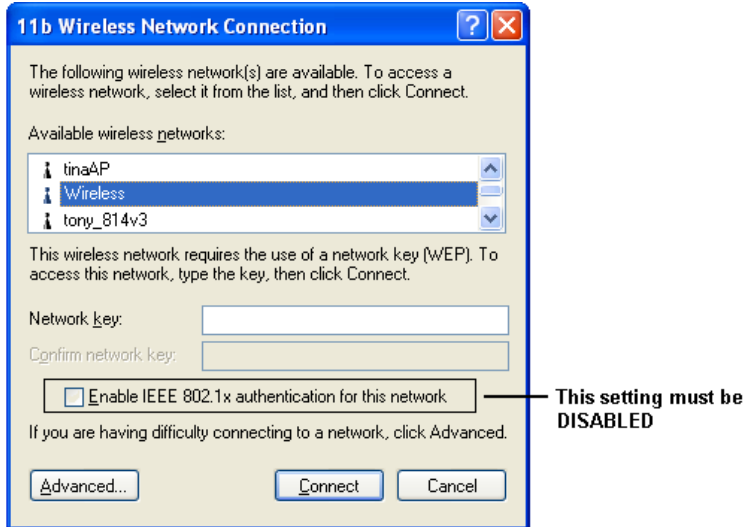 11b Wireless Network Connection
The following wireless network(s) are available. To access a
wireless network, select it from the list, and then click Connect.
Available wireless networks:
tinaAP
Wireless
tony_814v3
This wireless network requires the use of a network key (WEP). To
access this network, type the key, then click Connect.
Network key:
Confirm network key:
Enable IEEE 802.1x authentication for this network
This setting must be
DISABLED
If you are having difficulty connecting to a network, click Advanced.
Advanced...
Connect
Cancel